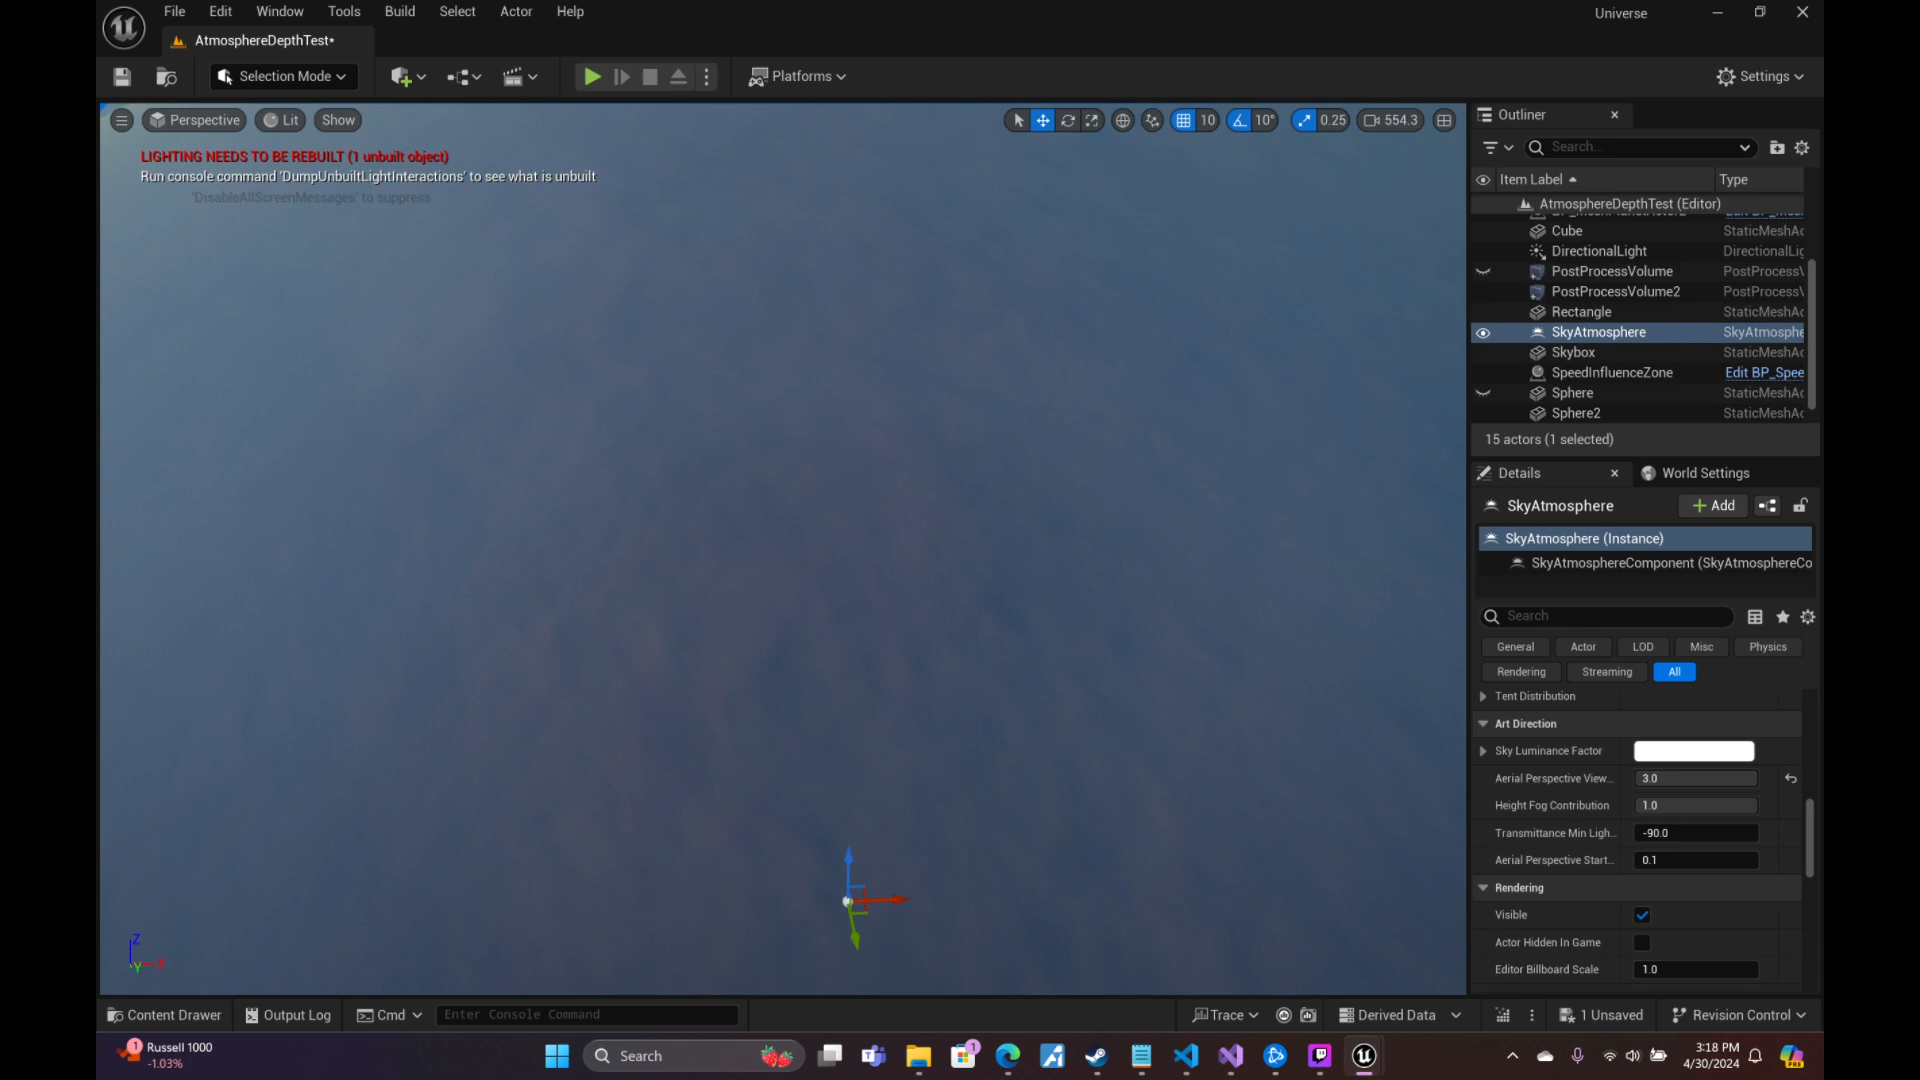 File Edit Window Tools Build Select Actor Help
Universe
AtmosphereDepthTest*
Selection Mode
Platforms
Settings
Perspective Lit Show
10 10° 0.25 554.3
LIGHTING NEEDS TO BE REBUILT (1 unbuilt object)
Run console command 'DumpUnbuiltLightInteractions' to see what is unbuilt
'DisableAllScreenMessages' to suppress
Outliner
Search...
Item Label Type
AtmosphereDepthTest (Editor)
Cube StaticMeshAc
DirectionalLight DirectionalLig
PostProcessVolume PostProcessV
PostProcessVolume2 PostProcessV
Rectangle StaticMeshAc
SkyAtmosphere SkyAtmosphe
Skybox StaticMeshAc
SpeedInfluenceZone Edit BP_Spee
Sphere StaticMeshAc
Sphere2 StaticMeshAc
15 actors (1 selected)
Details World Settings
SkyAtmosphere Add
SkyAtmosphere (Instance)
SkyAtmosphereComponent (SkyAtmosphereCo
Search
General Actor LOD Misc Physics
Rendering Streaming All
Tent Distribution
Art Direction
Sky Luminance Factor
Aerial Perspective View... 3.0
Height Fog Contribution 1.0
Transmittance Min Ligh... -90.0
Aerial Perspective Start... 0.1
Rendering
Visible
Actor Hidden In Game
Editor Billboard Scale 1.0
Z
Y X
Content Drawer Output Log Cmd Enter Console Command
Trace Derived Data 1 Unsaved Revision Control
1 Russell 1000
-1.03%
Search
1
PRE
3:18 PM
4/30/2024